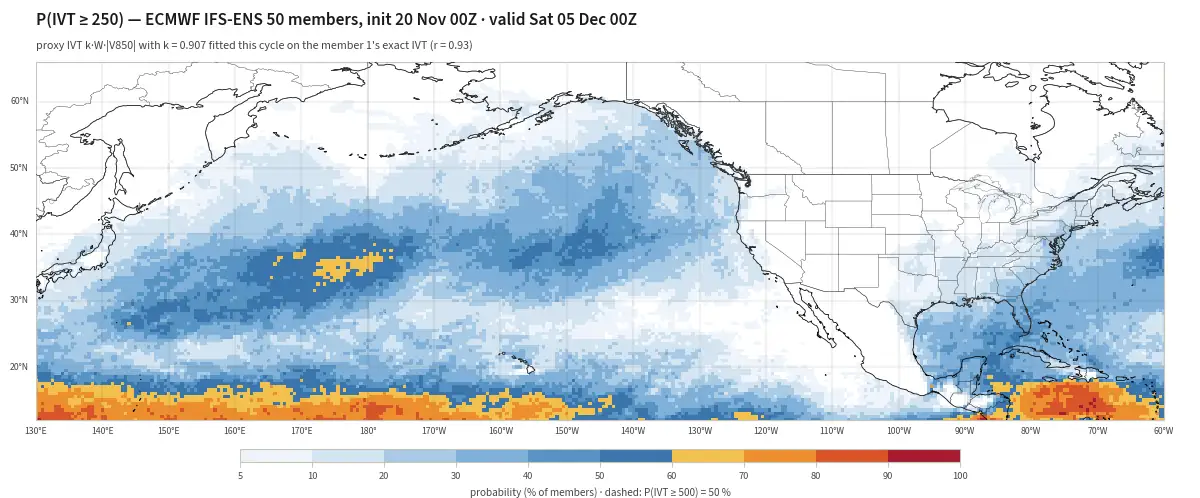 P(IVT ≥ 250) — ECMWF IFS-ENS 50 members, init 20 Nov 00Z · valid Sat 05 Dec 00Z
proxy IVT k·W·|V850| with k = 0.907 fitted this cycle on the member 1's exact IVT (r = 0.93)
60°N
50°N
40°N
30°N
20°N
130°E 140°E 150°E 160°E 170°E 180° 170°W 160°W 150°W 140°W 130°W 120°W 110°W 100°W 90°W 80°W 70°W 60°W
5 10 20 30 40 50 60 70 80 90 100
probability (% of members) · dashed: P(IVT ≥ 500) = 50 %